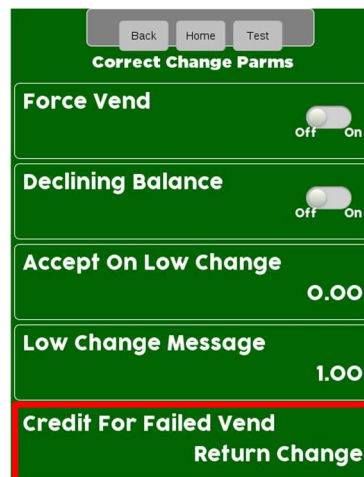 Back Home Test
Correct Change Parms
Force Vend
Off On
Declining Balance
Off On
Accept On Low Change
0.00
Low Change Message
1.00
Credit For Failed Vend
Return Change